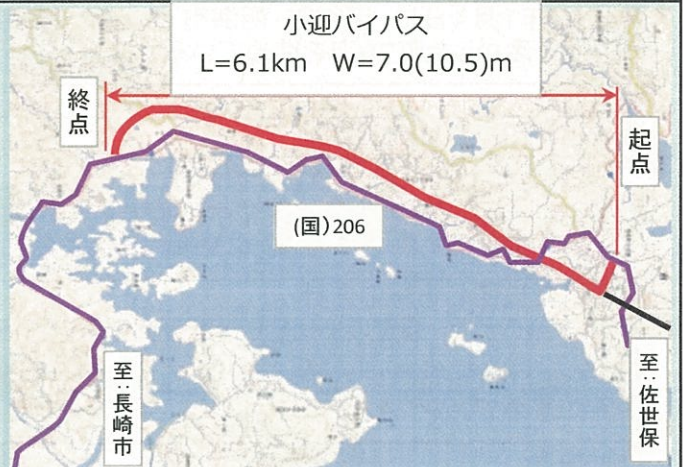 小迎バイパス
L=6.1km W=7.0(10.5)m
終点
起点
(国)206
至:長崎市
至:佐世保